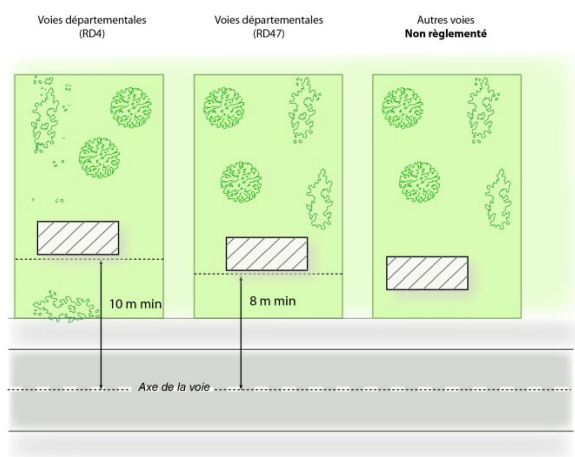 Voies départementales
(RD4)
Voies départementales
(RD47)
Autres voies
Non règlementé
10 m min
8 m min
Axe de la voie